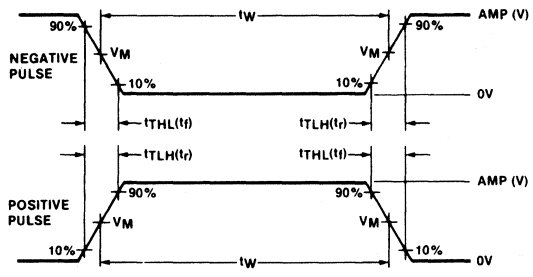 tW
AMP (V)
90%
90%
NEGATIVE
PULSE
VM
VM
10%
10%
0V
tTHL(tf)
tTLH(tr)
tTLH(tr)
tTHL(tf)
AMP (V)
90%
90%
POSITIVE
PULSE
VM
VM
10%
10%
tW
0V